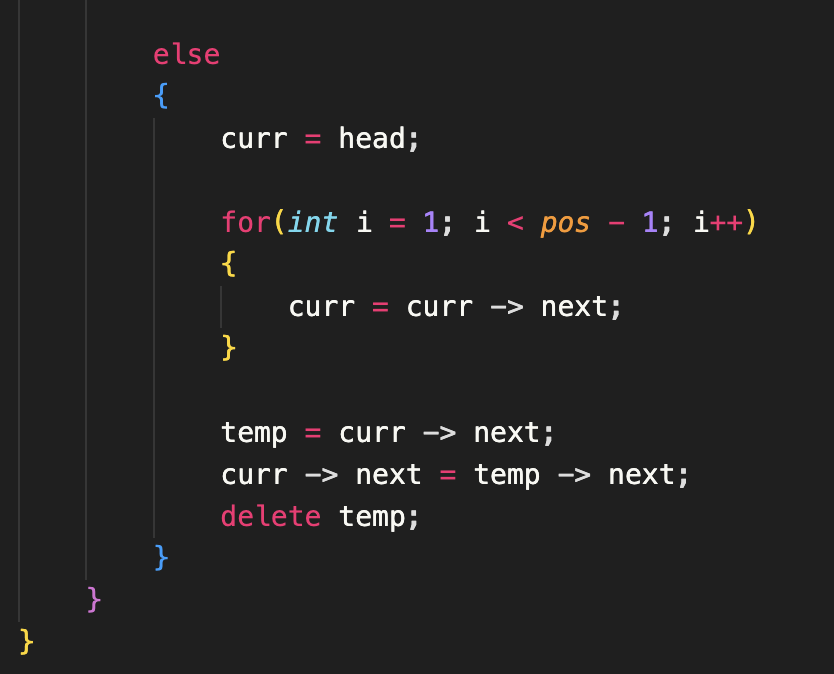 else
{
curr = head;
for(int i = 1; i < pos - 1; i++)
{
curr = curr -> next;
}
temp = curr -> next;
curr -> next = temp -> next;
delete temp;
}
}
}